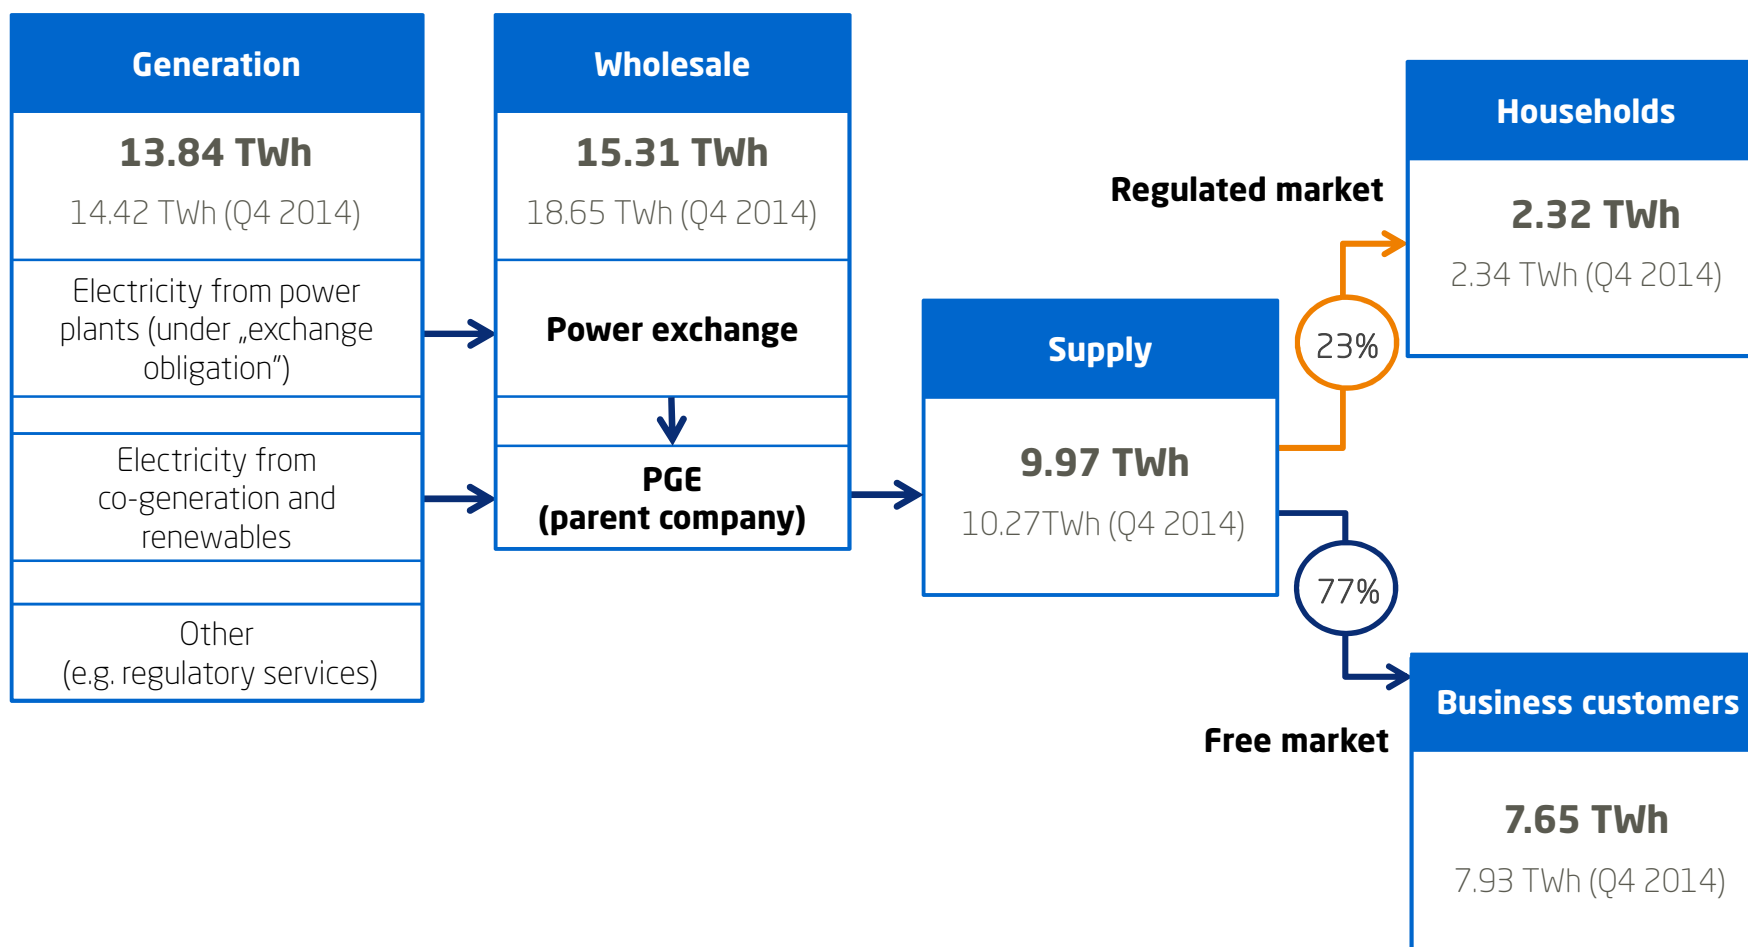 Generation
13.84 TWh
14.42 TWh (Q4 2014)
Electricity from power
plants (under „exchange
obligation”)
Electricity from
co-generation and
renewables
Other
(e.g. regulatory services)
Wholesale
15.31 TWh
18.65 TWh (Q4 2014)
Power exchange
PGE
(parent company)
Supply
9.97 TWh
10.27TWh (Q4 2014)
Regulated market
23%
Households
2.32 TWh
2.34 TWh (Q4 2014)
77%
Free market
Business customers
7.65 TWh
7.93 TWh (Q4 2014)